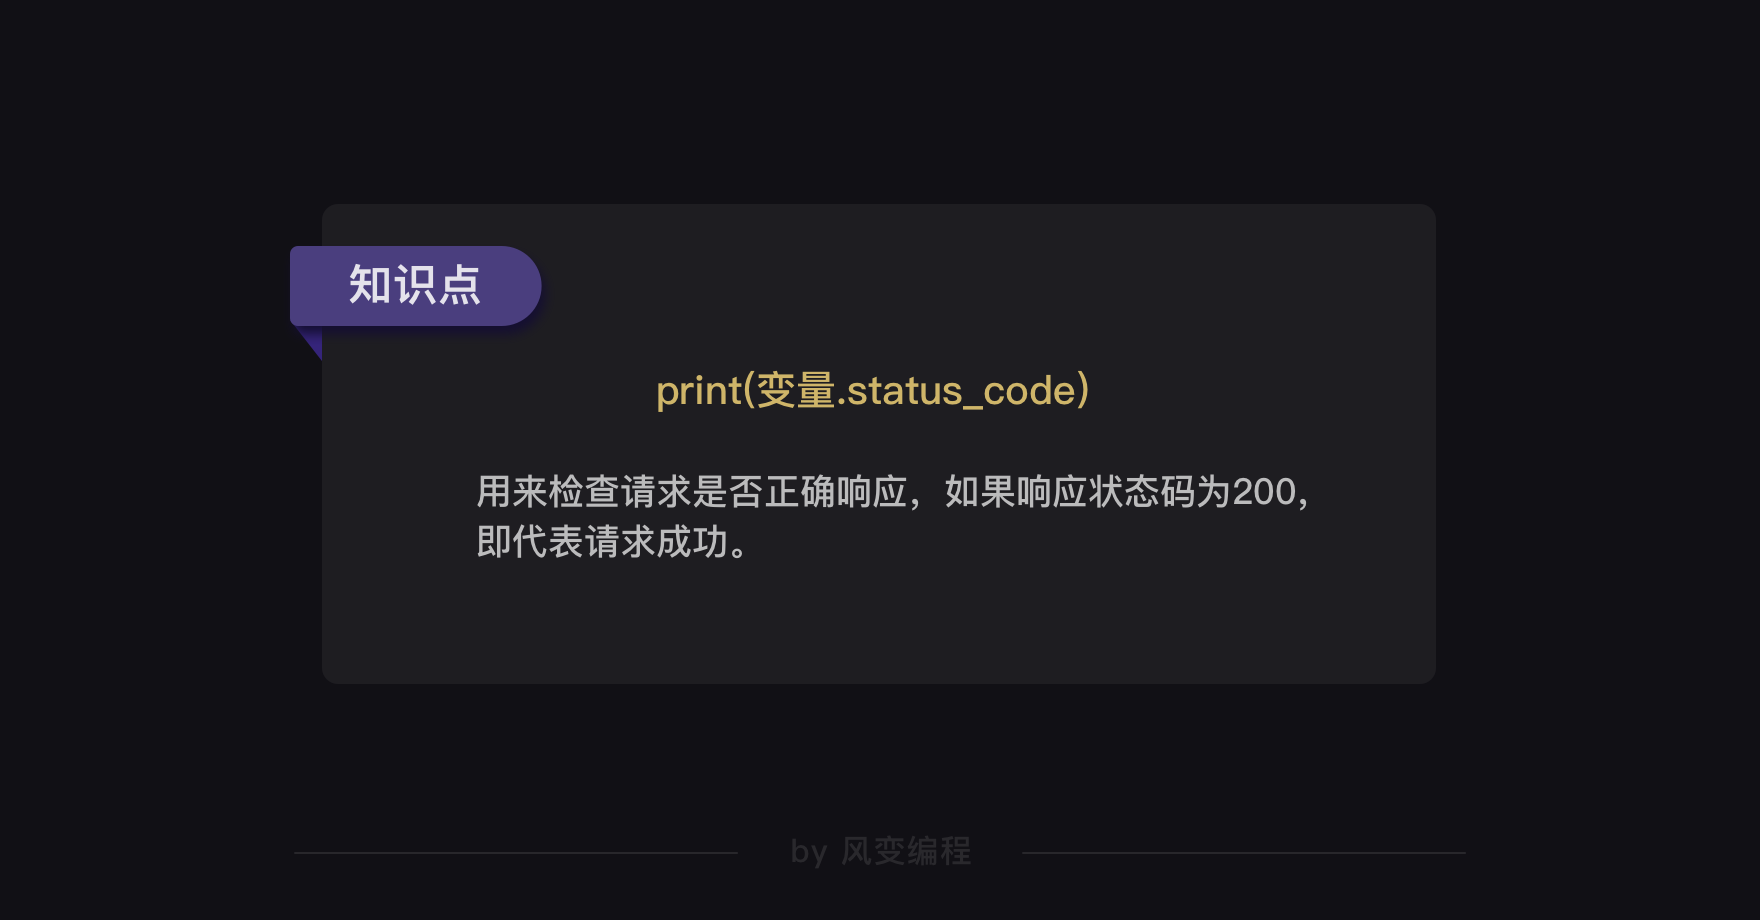 知识点
print(变量.status_code)
用来检查请求是否正确响应，如果响应状态码为200，
即代表请求成功。
by 风变编程